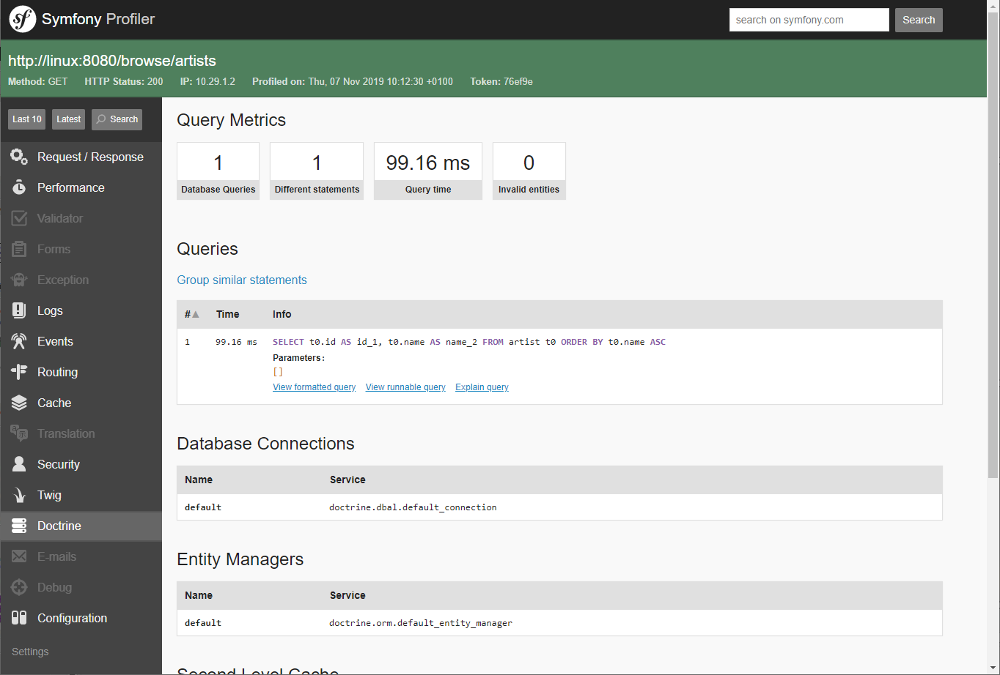 Symfony Profiler
search on symfony.com
Search
http://linux:8080/browse/artists
Method: GET HTTP Status: 200 IP: 10.29.1.2 Profiled on: Thu, 07 Nov 2019 10:12:30 +0100 Token: 76ef9e
Last 10 Latest Search
Request / Response
Performance
Validator
Forms
Exception
Logs
Events
Routing
Cache
Translation
Security
Twig
Doctrine
E-mails
Debug
Configuration
Settings
Query Metrics
1
Database Queries
1
Different statements
99.16 ms
Query time
0
Invalid entities
Queries
Group similar statements
#▲ Time Info
1 99.16 ms SELECT t0.id AS id_1, t0.name AS name_2 FROM artist t0 ORDER BY t0.name ASC
Parameters:
[]
View formatted query View runnable query Explain query
Database Connections
Name Service
default doctrine.dbal.default_connection
Entity Managers
Name Service
default doctrine.orm.default_entity_manager
Second Level Cache